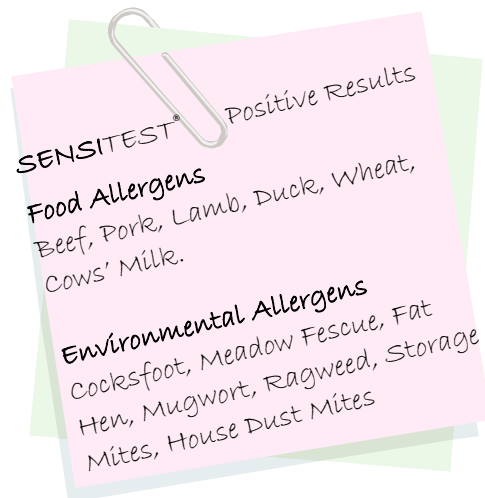 SENSITEST® Positive Results
Food Allergens
Beef, Pork, Lamb, Duck, Wheat,
Cows' Milk.
Environmental Allergens
Cocksfoot, Meadow Fescue, Fat
Hen, Mugwort, Ragweed, Storage
Mites, House Dust Mites